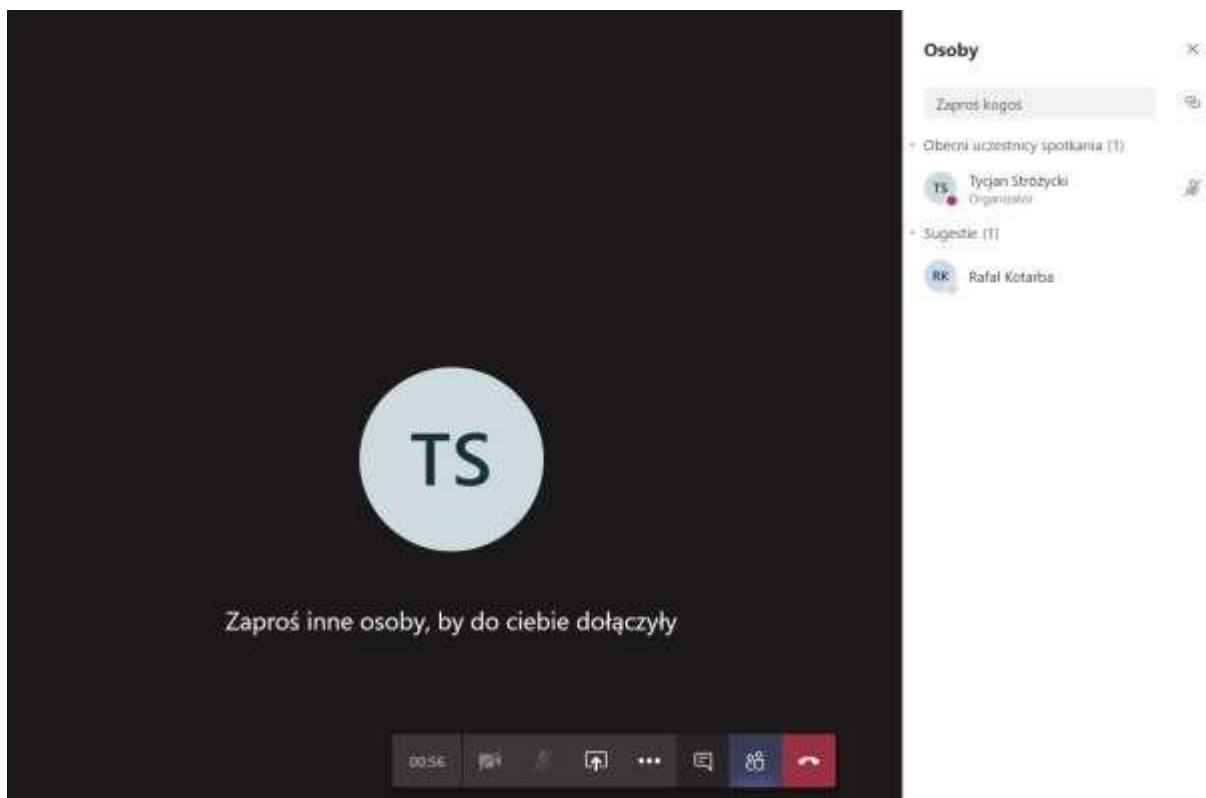 Osoby
Zaproś kogoś
Obecni uczestnicy spotkania (1)
TS
Tycjan Stróżycki
Organizator
Sugestie (1)
RK
Rafał Kotarba
TS
Zaproś inne osoby, by do ciebie dołączyły
00:56